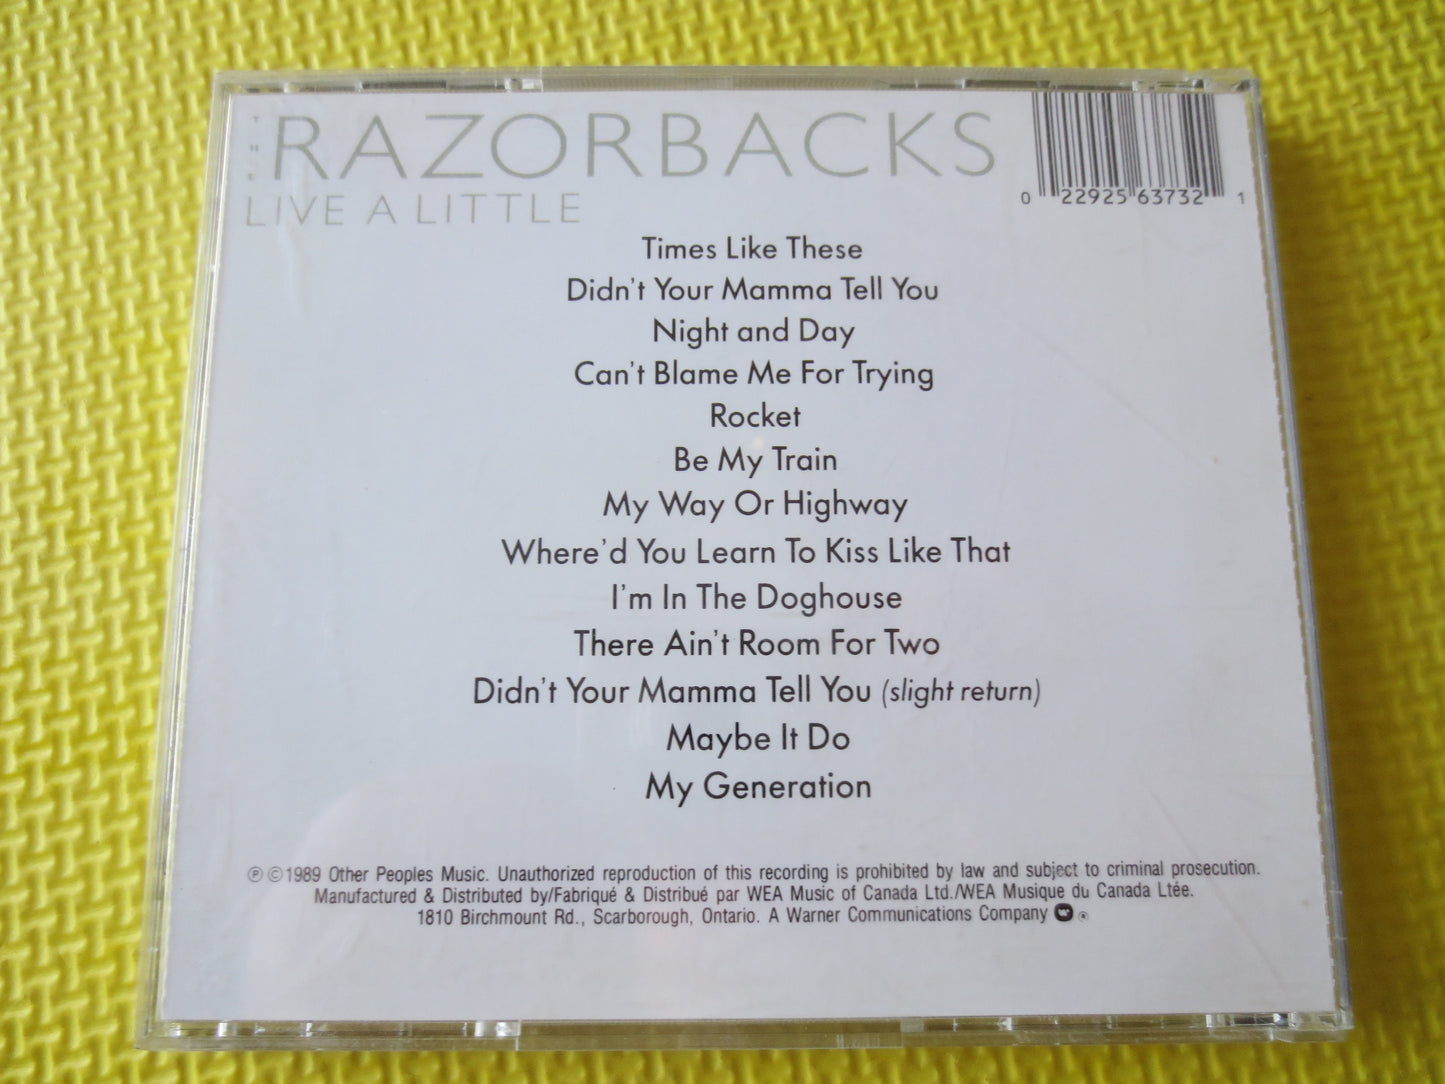 THE RAZORBACKS
LIVE A LITTLE
0 22925 63732 1
Times Like These
Didn't Your Mamma Tell You
Night and Day
Can't Blame Me For Trying
Rocket
Be My Train
My Way Or Highway
Where'd You Learn To Kiss Like That
I'm In The Doghouse
There Ain't Room For Two
Didn't Your Mamma Tell You (slight return)
Maybe It Do
My Generation
℗©1989 Other Peoples Music. Unauthorized reproduction of this recording is prohibited by law and subject to criminal prosecution.
Manufactured & Distributed by/Fabriqué & Distribué par WEA Music of Canada Ltd./WEA Musique du Canada Ltée.
1810 Birchmount Rd., Scarborough, Ontario. A Warner Communications Company ®